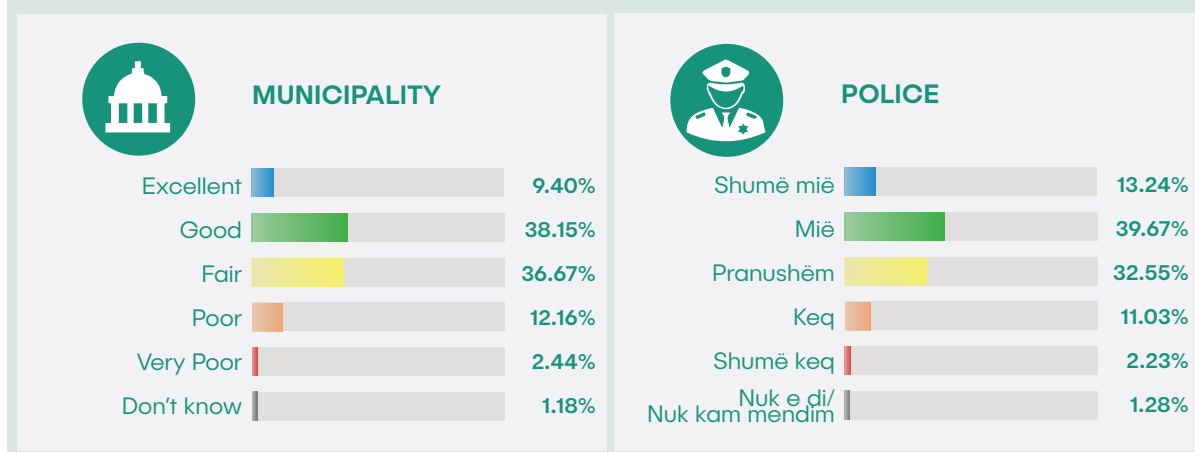 MUNICIPALITY
Excellent 9.40%
Good 38.15%
Fair 36.67%
Poor 12.16%
Very Poor 2.44%
Don't know 1.18%
POLICE
Shumë mië 13.24%
Mië 39.67%
Pranushëm 32.55%
Keq 11.03%
Shumë keq 2.23%
Nuk e di/
Nuk kam mendim 1.28%